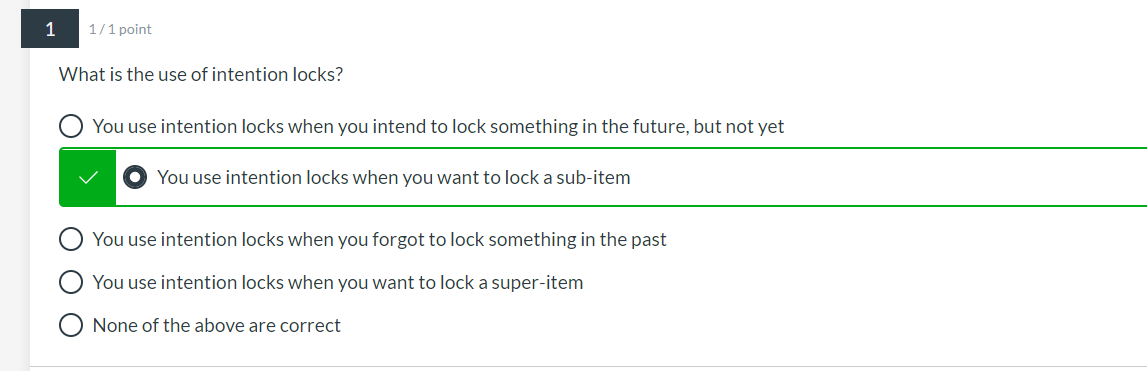 1
1 / 1 point
What is the use of intention locks?
You use intention locks when you intend to lock something in the future, but not yet
You use intention locks when you want to lock a sub-item
You use intention locks when you forgot to lock something in the past
You use intention locks when you want to lock a super-item
None of the above are correct